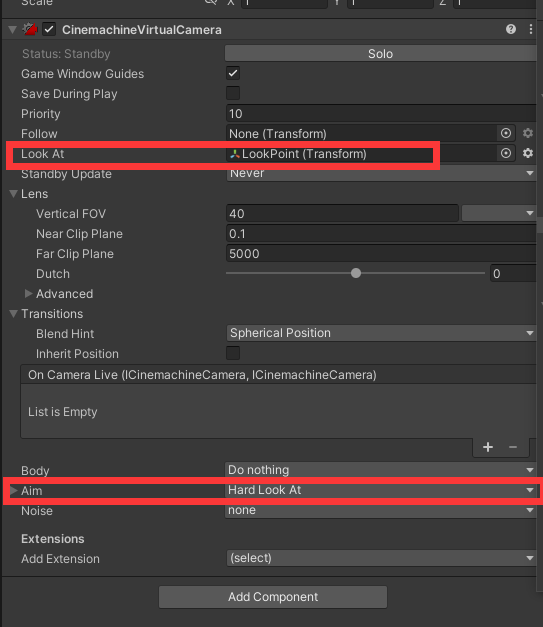 Scale X 1 Y 1 Z 1
CinemachineVirtualCamera
Status: Standby Solo
Game Window Guides
Save During Play
Priority 10
Follow None (Transform)
Look At LookPoint (Transform)
Standby Update Never
Lens
Vertical FOV 40
Near Clip Plane 0.1
Far Clip Plane 5000
Dutch 0
Advanced
Transitions
Blend Hint Spherical Position
Inherit Position
On Camera Live (ICinemachineCamera, ICinemachineCamera)
List is Empty
Body Do nothing
Aim Hard Look At
Noise none
Extensions
Add Extension (select)
Add Component